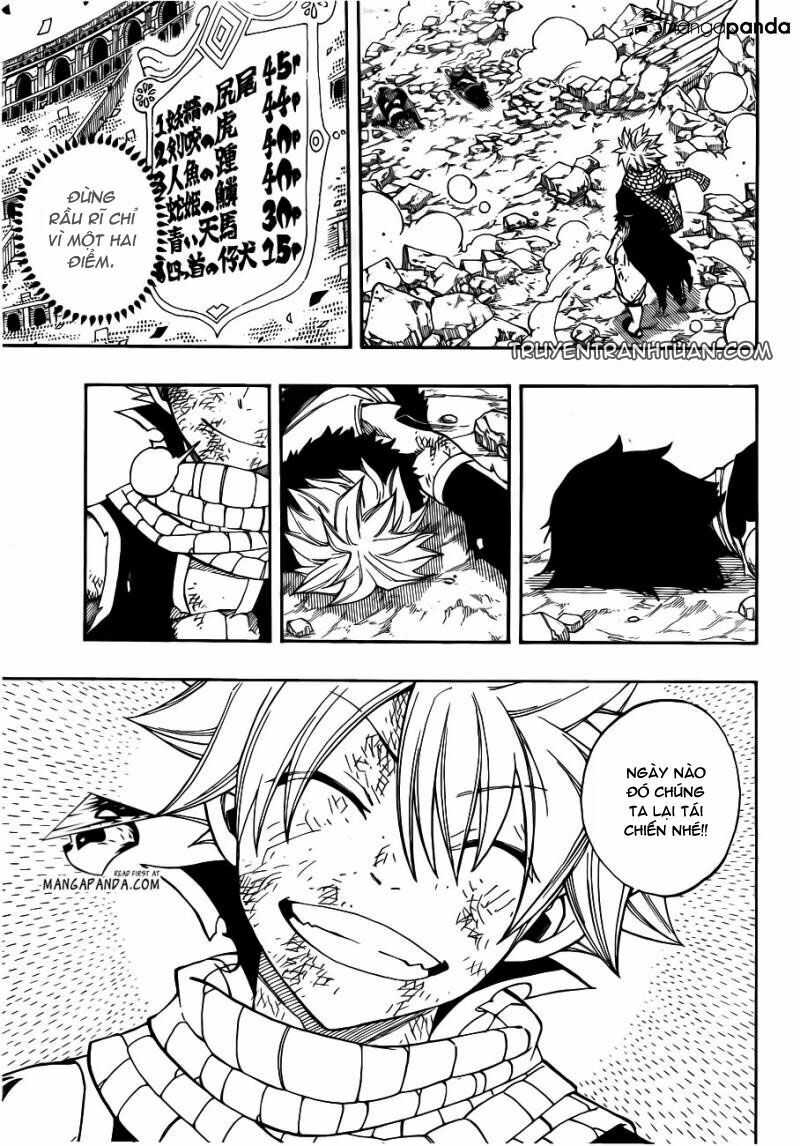 mangapanda
1 妖精の尻尾 45P
2 剣咬の虎 44P
3 人魚の踵 40P
蛇姫の鱗 40P
青い天馬 30P
四つ首の仔犬 15P
ĐỪNG
RẦU RĨ CHỈ
VÌ MỘT HAI
ĐIỂM.
TRUYENTRANHTUAN.COM
NGÀY NÀO
ĐÓ CHÚNG
TA LẠI TÁI
CHIẾN NHÉ!!
READ FIRST AT
MANGAPANDA.COM